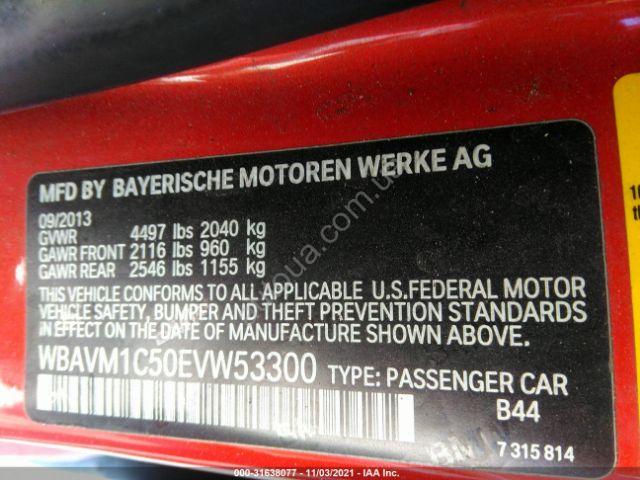 MFD BY BAYERISCHE MOTOREN WERKE AG
09/2013
GVWR 4497 lbs 2040 kg
GAWR FRONT 2116 lbs 960 kg
GAWR REAR 2546 lbs 1155 kg
THIS VEHICLE CONFORMS TO ALL APPLICABLE U.S.FEDERAL MOTOR
VEHICLE SAFETY, BUMPER AND THEFT PREVENTION STANDARDS
IN EFFECT ON THE DATE OF MANUFACTURE SHOWN ABOVE.
WBAVM1C50EVW53300 TYPE: PASSENGER CAR
B44
7 315 814
000-31638077 - 11/03/2021 - IAA Inc.